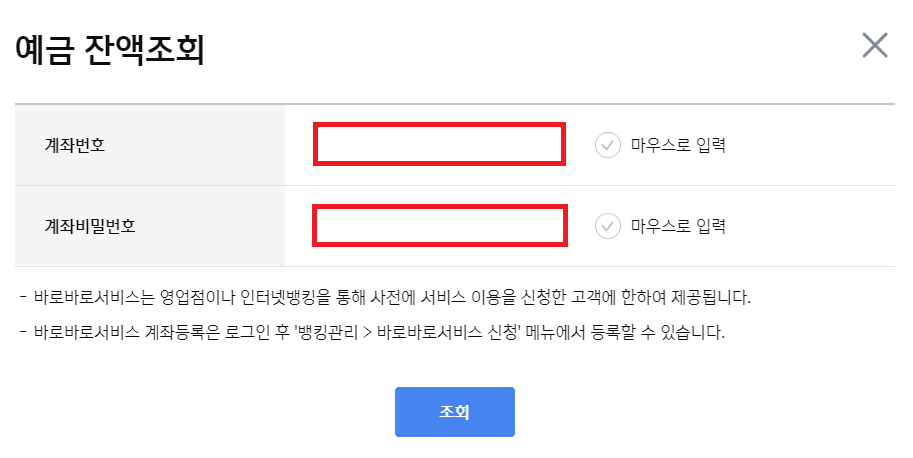 예금 잔액조회
계좌번호
마우스로 입력
계좌비밀번호
마우스로 입력
- 바로바로서비스는 영업점이나 인터넷뱅킹을 통해 사전에 서비스 이용을 신청한 고객에 한하여 제공됩니다.
- 바로바로서비스 계좌등록은 로그인 후 '뱅킹관리 > 바로바로서비스 신청' 메뉴에서 등록할 수 있습니다.
조회